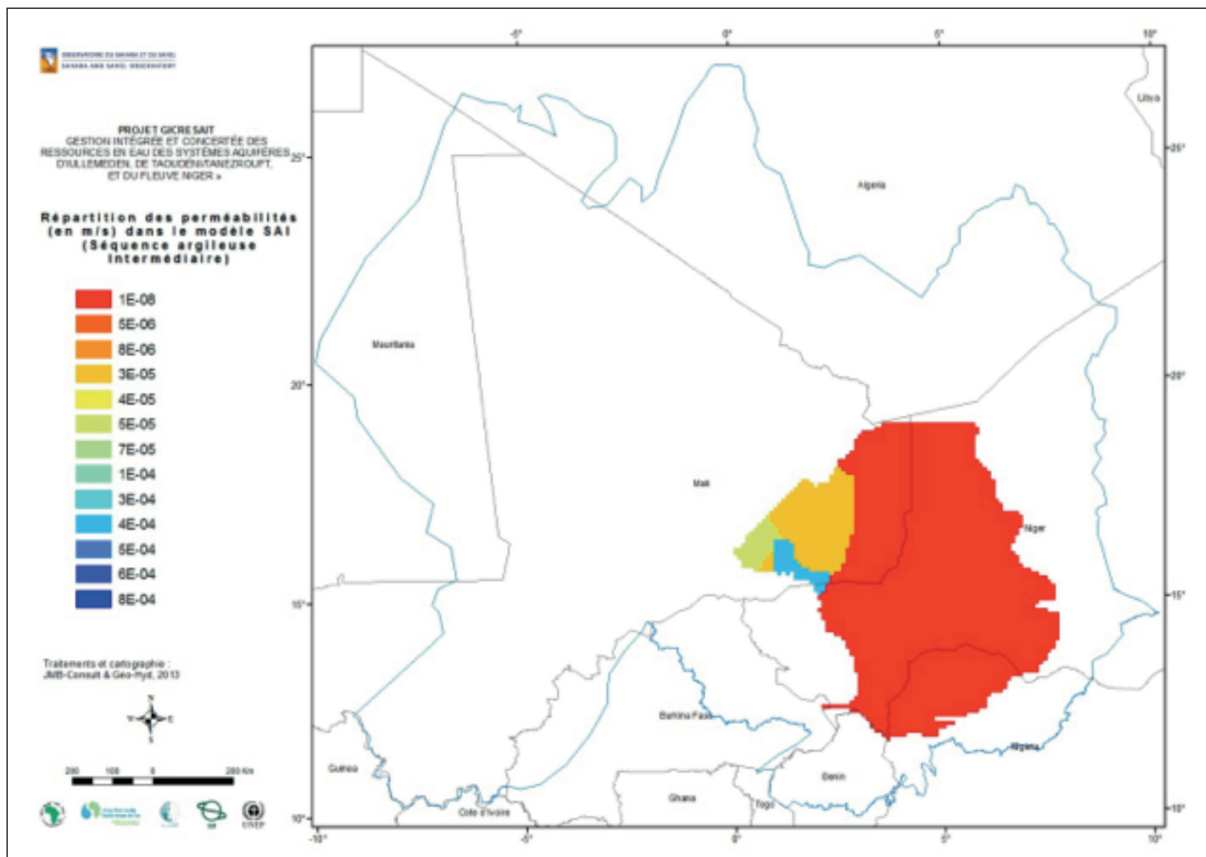 OBSERVATOIRE DU SAHARA ET DU SAHEL
SAHARA AND SAHEL OBSERVATORY
PROJET GICRESAIT
GESTION INTÉGRÉE ET CONCERTÉE DES
RESSOURCES EN EAU DES SYSTÈMES AQUIFÈRES
D'IULLEMEDEN, DE TAOUDÉNI/TANEZROUFT,
ET DU FLEUVE NIGER »
Répartition des perméabilités
(en m/s) dans le modèle SAI
(Séquence argileuse
Intermédiaire)
1E-08
5E-06
8E-06
3E-05
4E-05
5E-05
7E-05
1E-04
3E-04
4E-04
5E-04
6E-04
8E-04
Traitements et cartographie :
JMB-Consult & Géo-Hyd, 2013
N
W
E
S
200 100 0 200 Km
UNEP
-5°
0°
5°
10°
Libya
25°
25°
Algeria
Mauritania
20°
20°
Mali
Niger
15°
15°
Burkina Faso
Nigeria
Guinea
Benin
Ghana
Togo
Cote d'Ivoire
10°
10°
-10°
-5°
0°
5°
10°